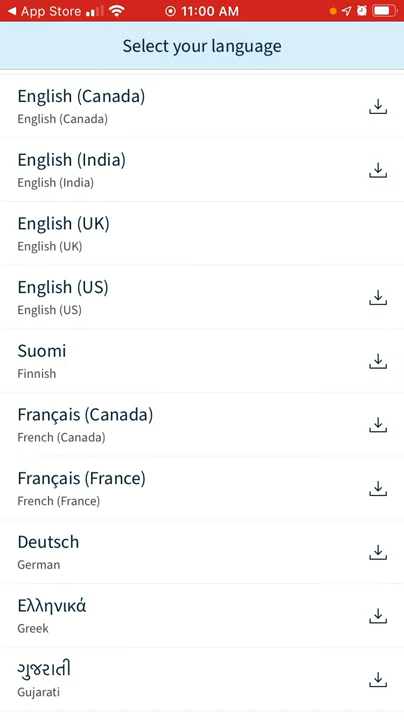 App Store
11:00 AM
Select your language
English (Canada)
English (Canada)
English (India)
English (India)
English (UK)
English (UK)
English (US)
English (US)
Suomi
Finnish
Français (Canada)
French (Canada)
Français (France)
French (France)
Deutsch
German
Ελληνικά
Greek
ગુજરાતી
Gujarati